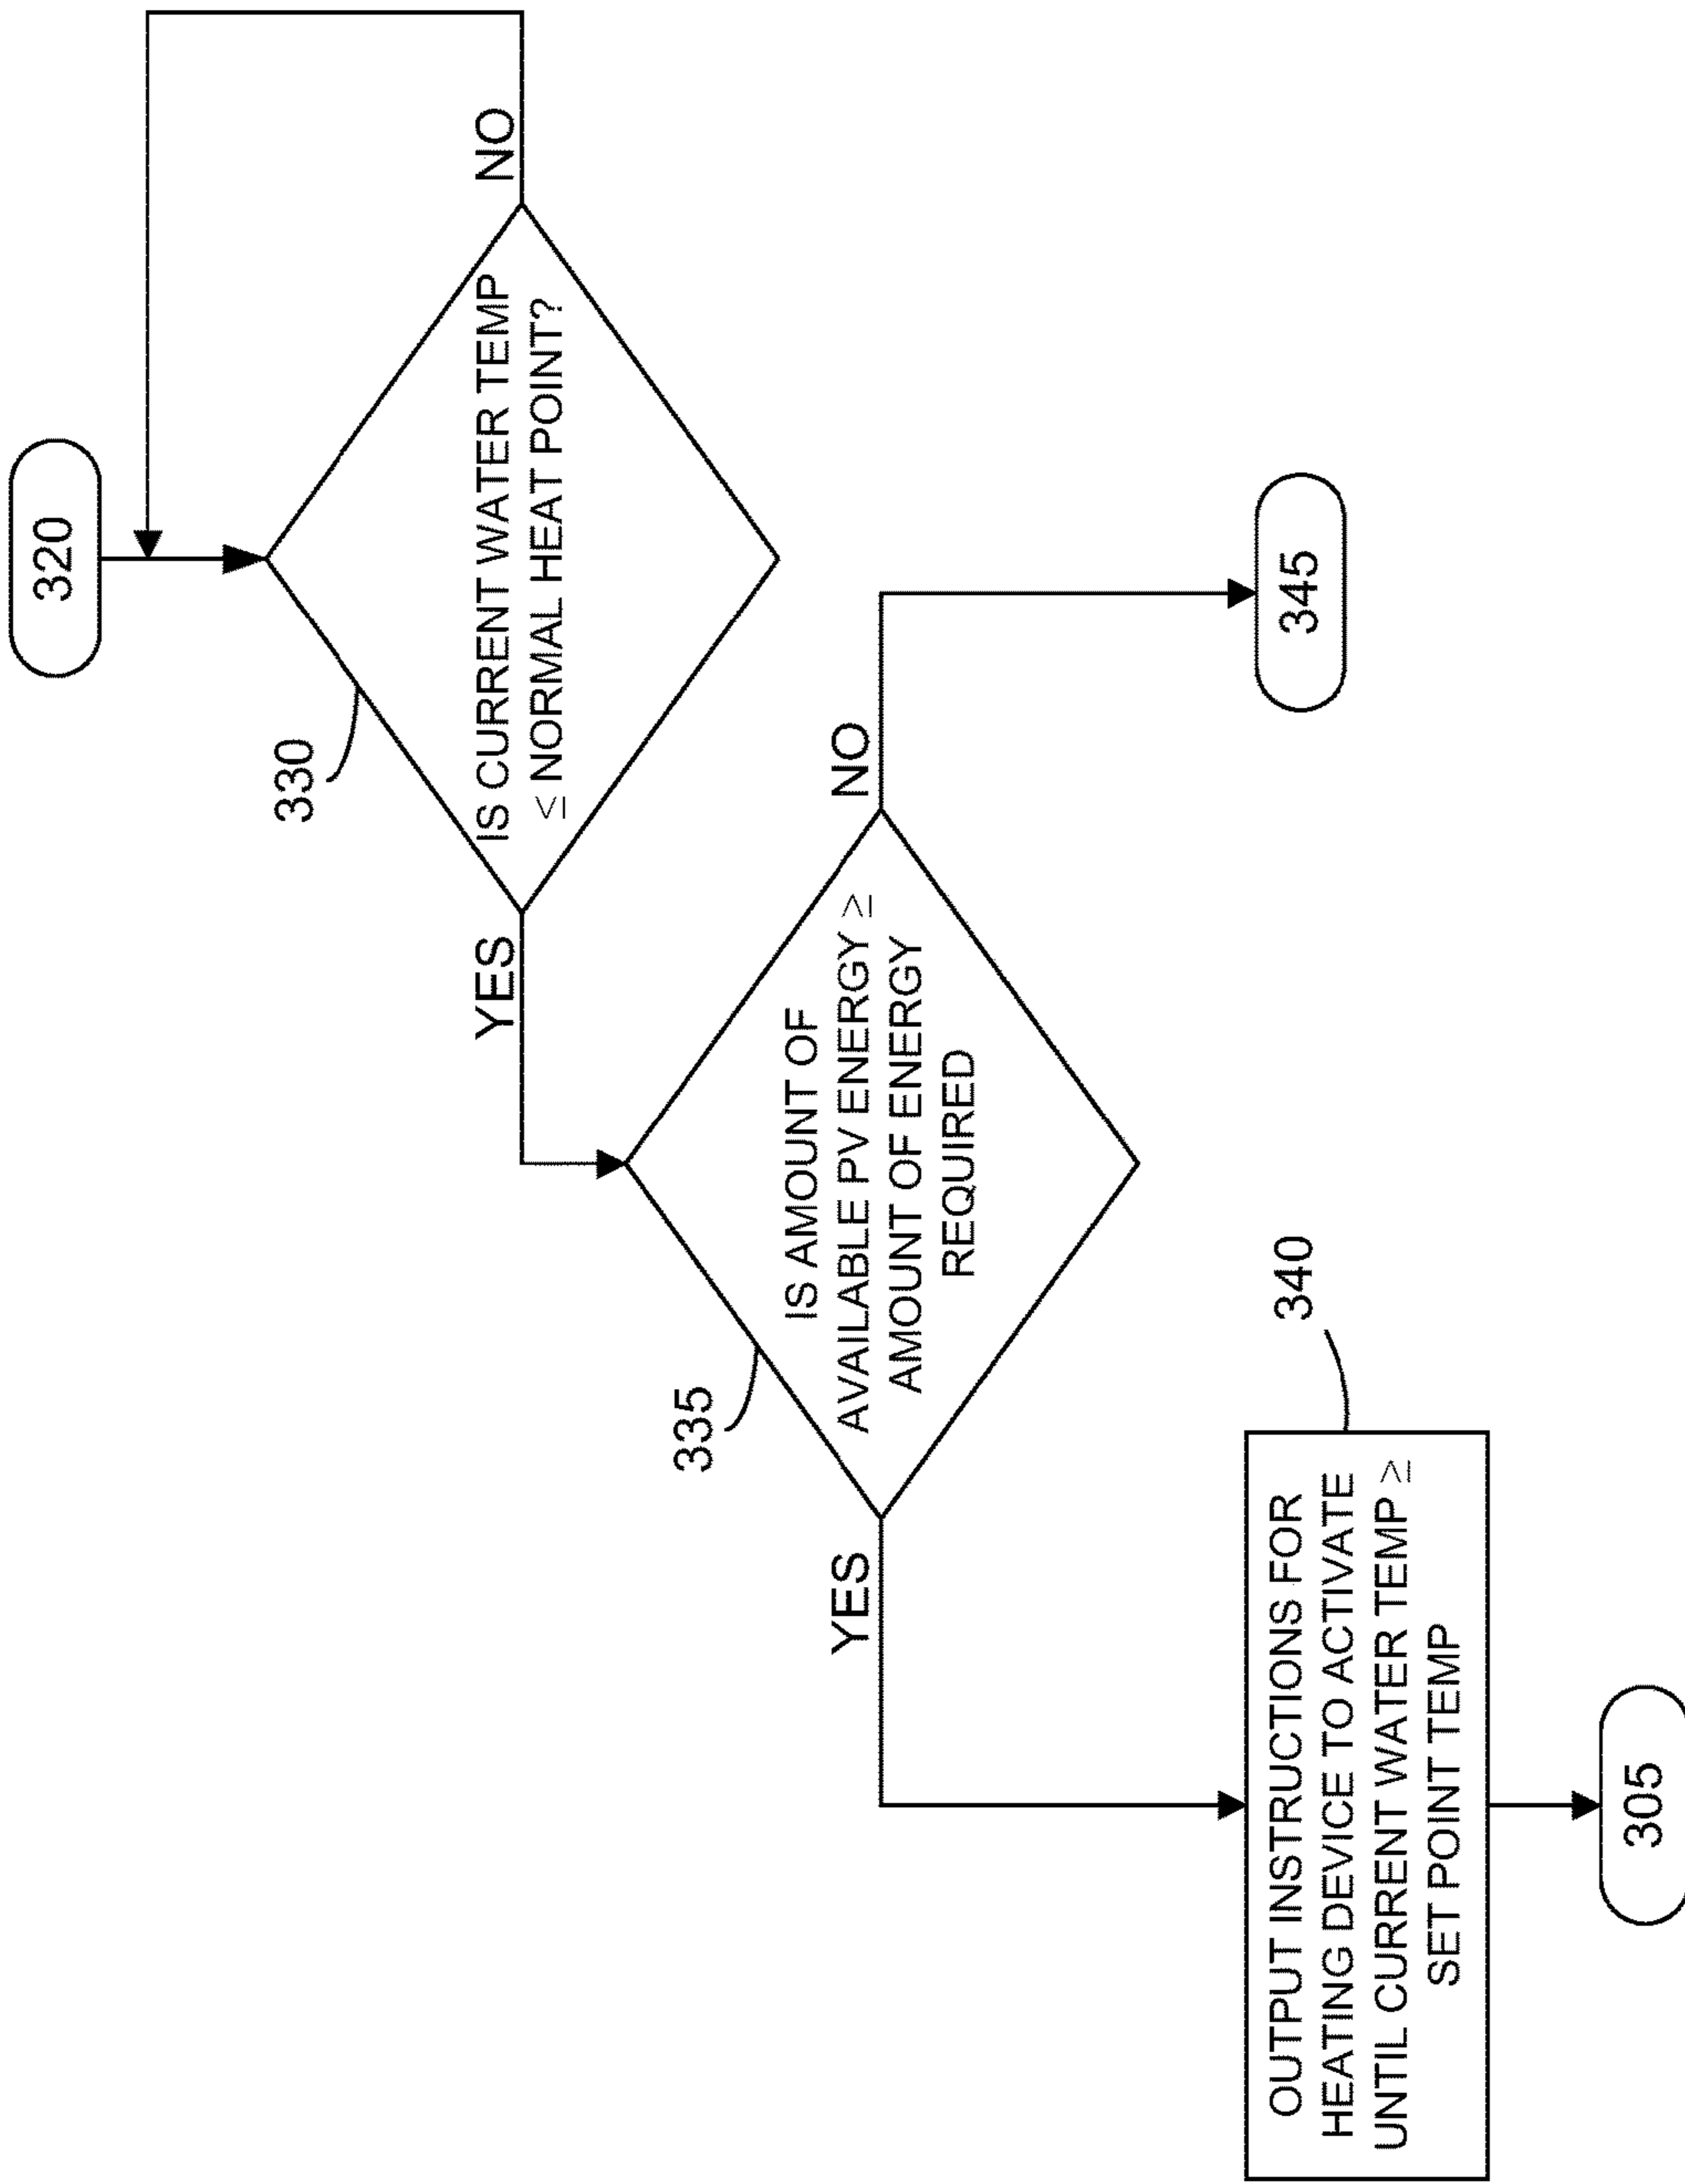 320
330
IS CURRENT WATER TEMP
≤ NORMAL HEAT POINT?
YES
NO
335
IS AMOUNT OF
AVAILABLE PV ENERGY ≥
AMOUNT OF ENERGY
REQUIRED
YES
NO
340
OUTPUT INSTRUCTIONS FOR
HEATING DEVICE TO ACTIVATE
UNTIL CURRENT WATER TEMP ≥
SET POINT TEMP
345
305